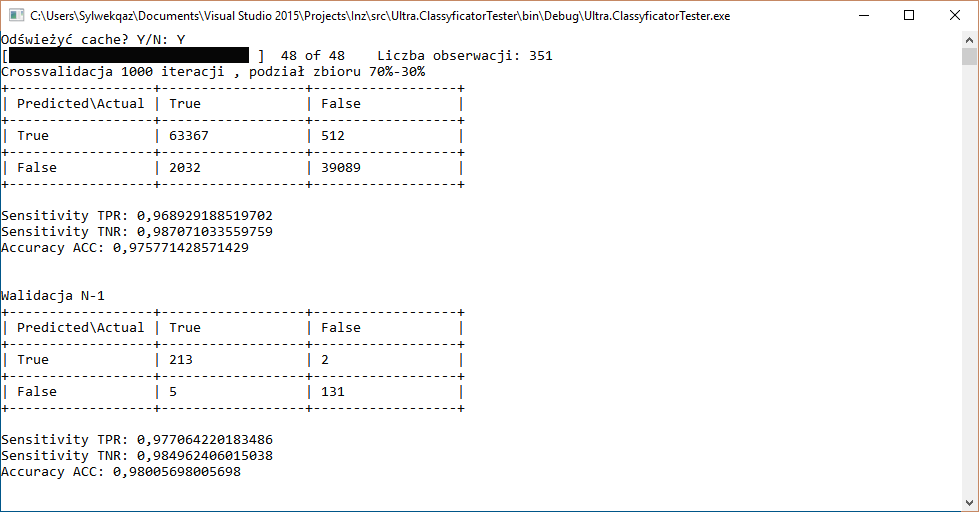 C:\Users\Sylwekqaz\Documents\Visual Studio 2015\Projects\Inz\src\Ultra.ClassyficatorTester\bin\Debug\Ultra.ClassyficatorTester.exe
Odświeżyć cache? Y/N: Y
[ ] 48 of 48 Liczba obserwacji: 351
Crossvalidacja 1000 iteracji , podział zbioru 70%-30%
+------------------+------------------+------------------+
| Predicted\Actual | True | False |
+------------------+------------------+------------------+
| True | 63367 | 512 |
+------------------+------------------+------------------+
| False | 2032 | 39089 |
+------------------+------------------+------------------+
Sensitivity TPR: 0,968929188519702
Sensitivity TNR: 0,987071033559759
Accuracy ACC: 0,975771428571429
Walidacja N-1
+------------------+------------------+------------------+
| Predicted\Actual | True | False |
+------------------+------------------+------------------+
| True | 213 | 2 |
+------------------+------------------+------------------+
| False | 5 | 131 |
+------------------+------------------+------------------+
Sensitivity TPR: 0,977064220183486
Sensitivity TNR: 0,984962406015038
Accuracy ACC: 0,98005698005698